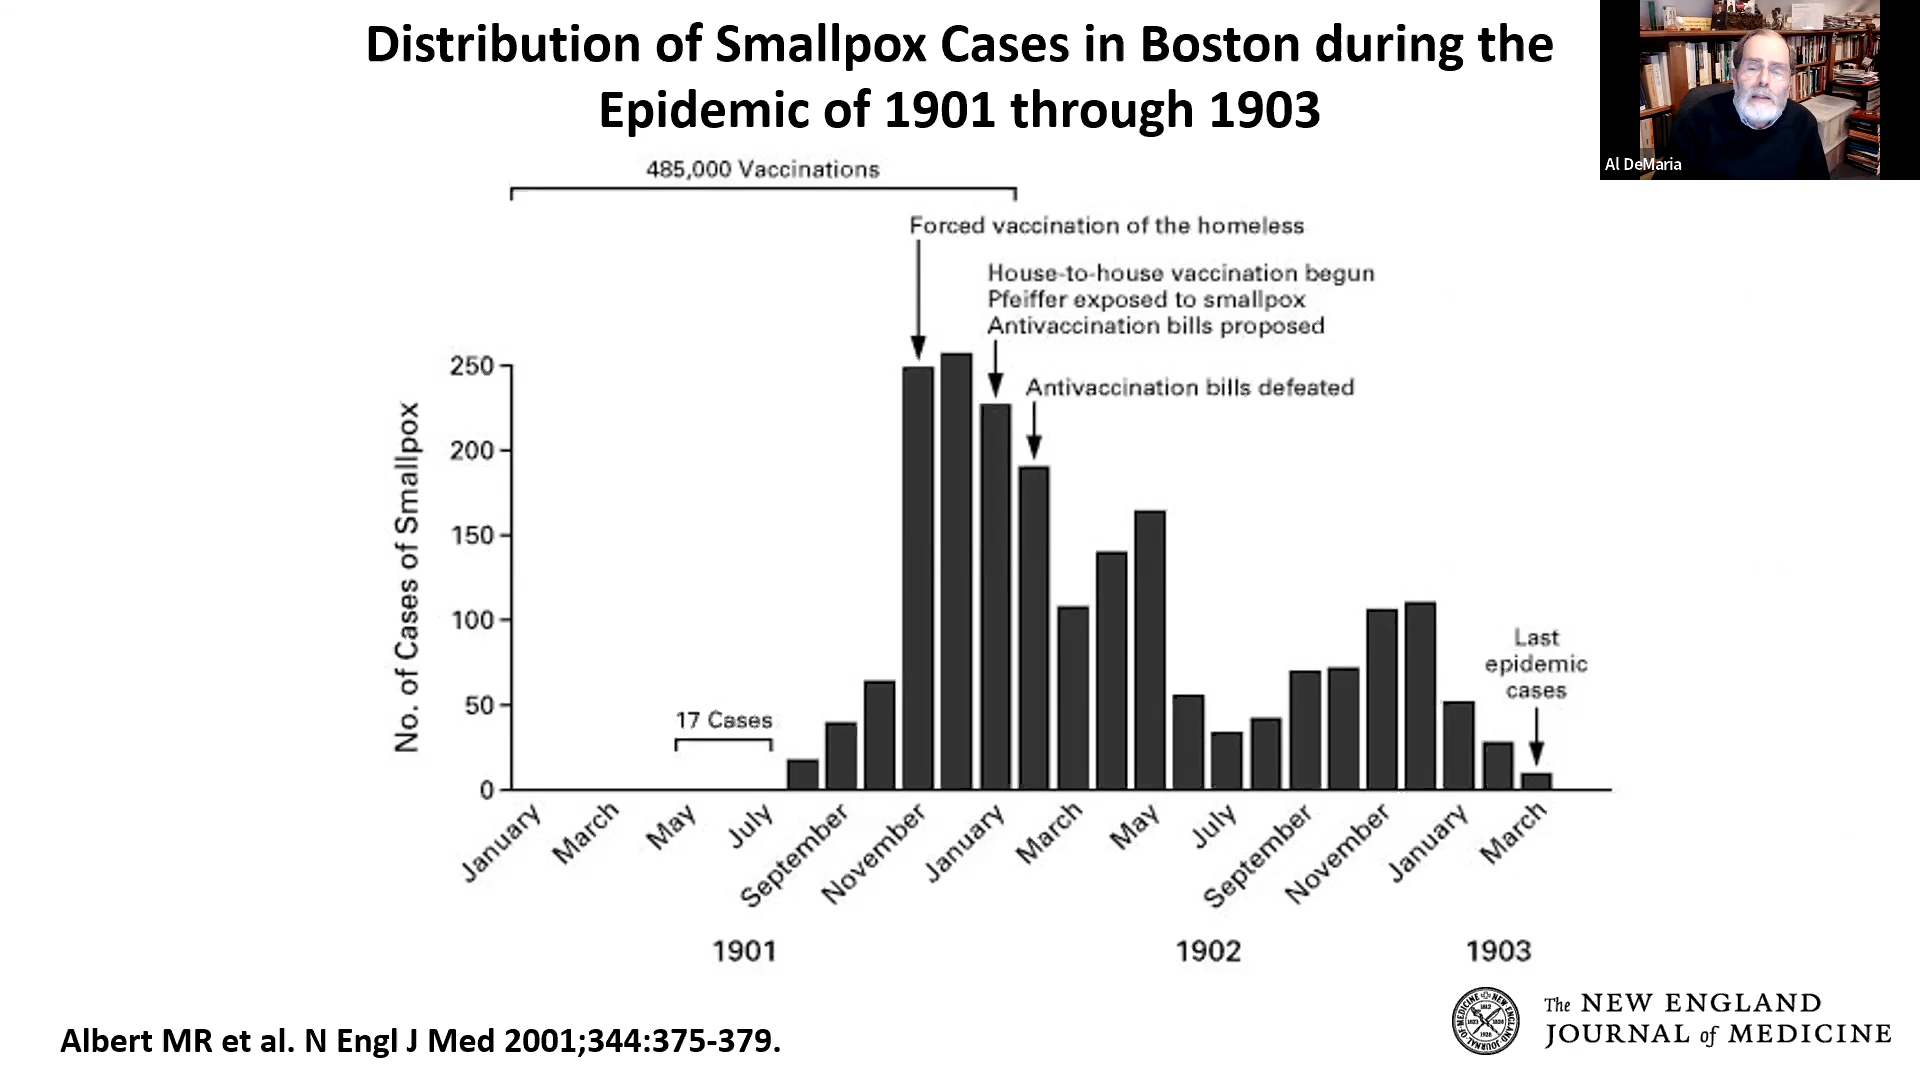 Distribution of Smallpox Cases in Boston during the
Epidemic of 1901 through 1903
Al DeMaria
485,000 Vaccinations
Forced vaccination of the homeless
House-to-house vaccination begun
Pfeiffer exposed to smallpox
Antivaccination bills proposed
Antivaccination bills defeated
No. of Cases of Smallpox
250
200
150
100
50
0
17 Cases
Last
epidemic
cases
January
March
May
July
September
November
January
March
May
July
September
November
January
March
1901
1902
1903
Albert MR et al. N Engl J Med 2001;344:375-379.
The NEW ENGLAND
JOURNAL of MEDICINE